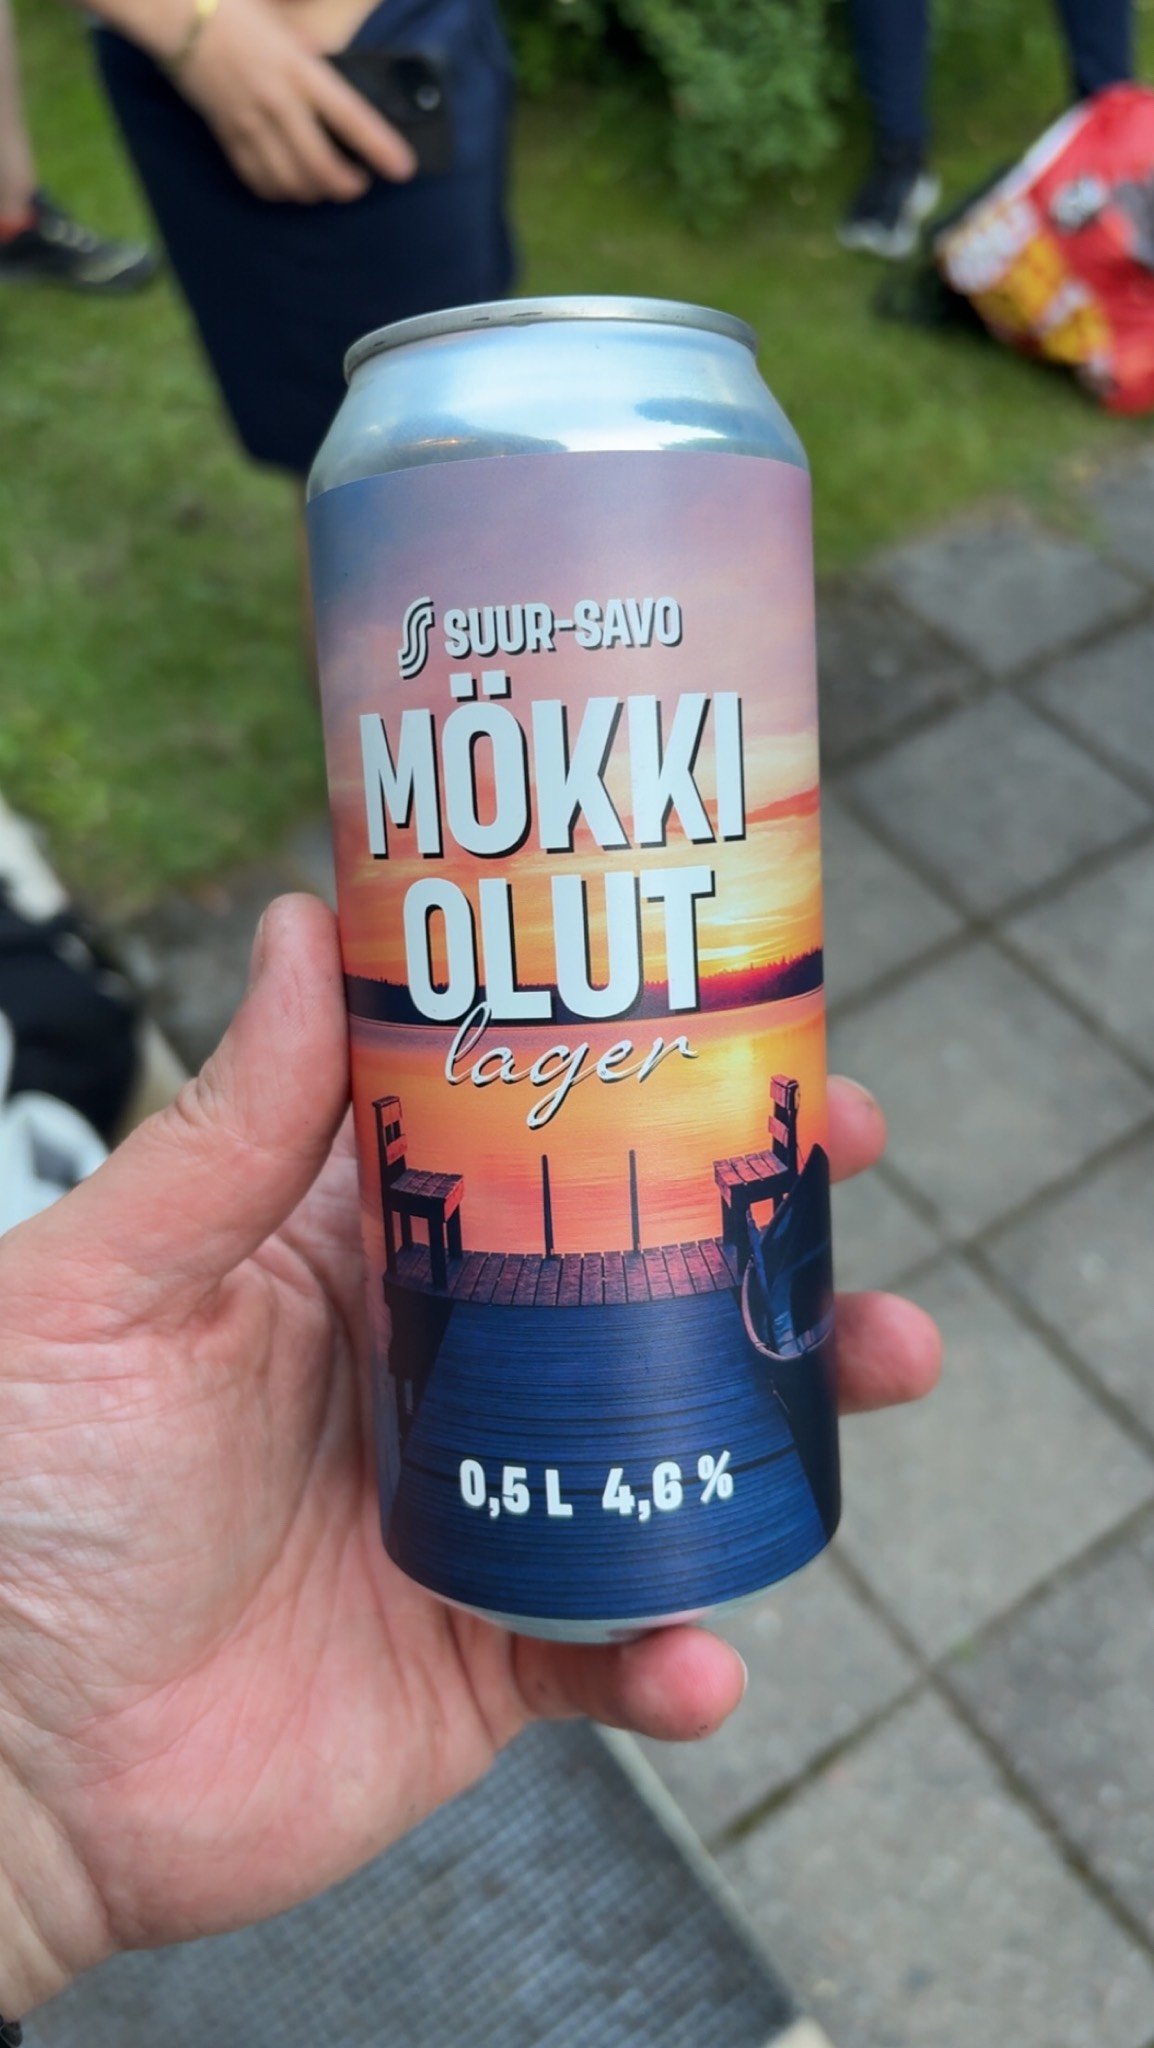 SUUR-SAVO
MÖKKI
OLUT
lager
0,5 L 4,6 %